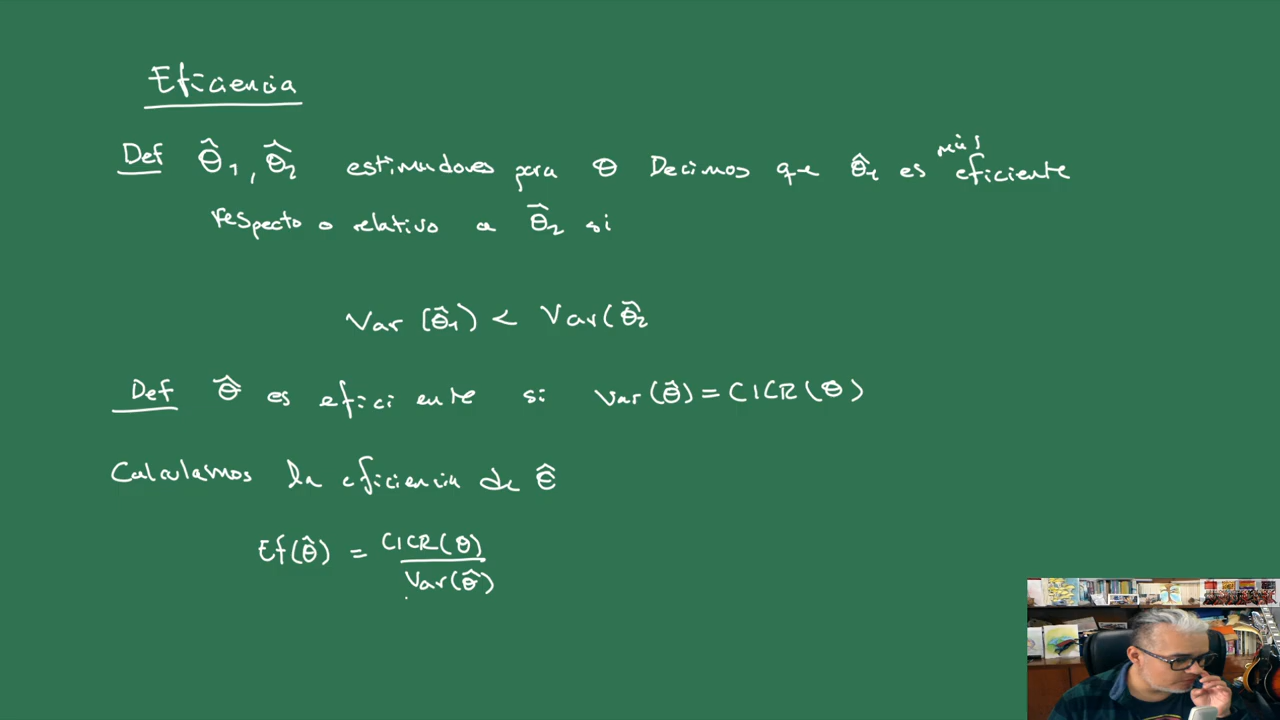 Eficiencia
Def θ̂1, θ̂2 estimadores para θ Decimos que θ̂1 es más eficiente
respecto o relativo a θ̂2 si
Var (θ̂1) < Var(θ̂2
Def θ̂ es eficiente si Var(θ̂) = CICR(θ)
Calculamos la eficiencia de θ̂
Ef(θ̂) = CICR(θ)
Var(θ̂)